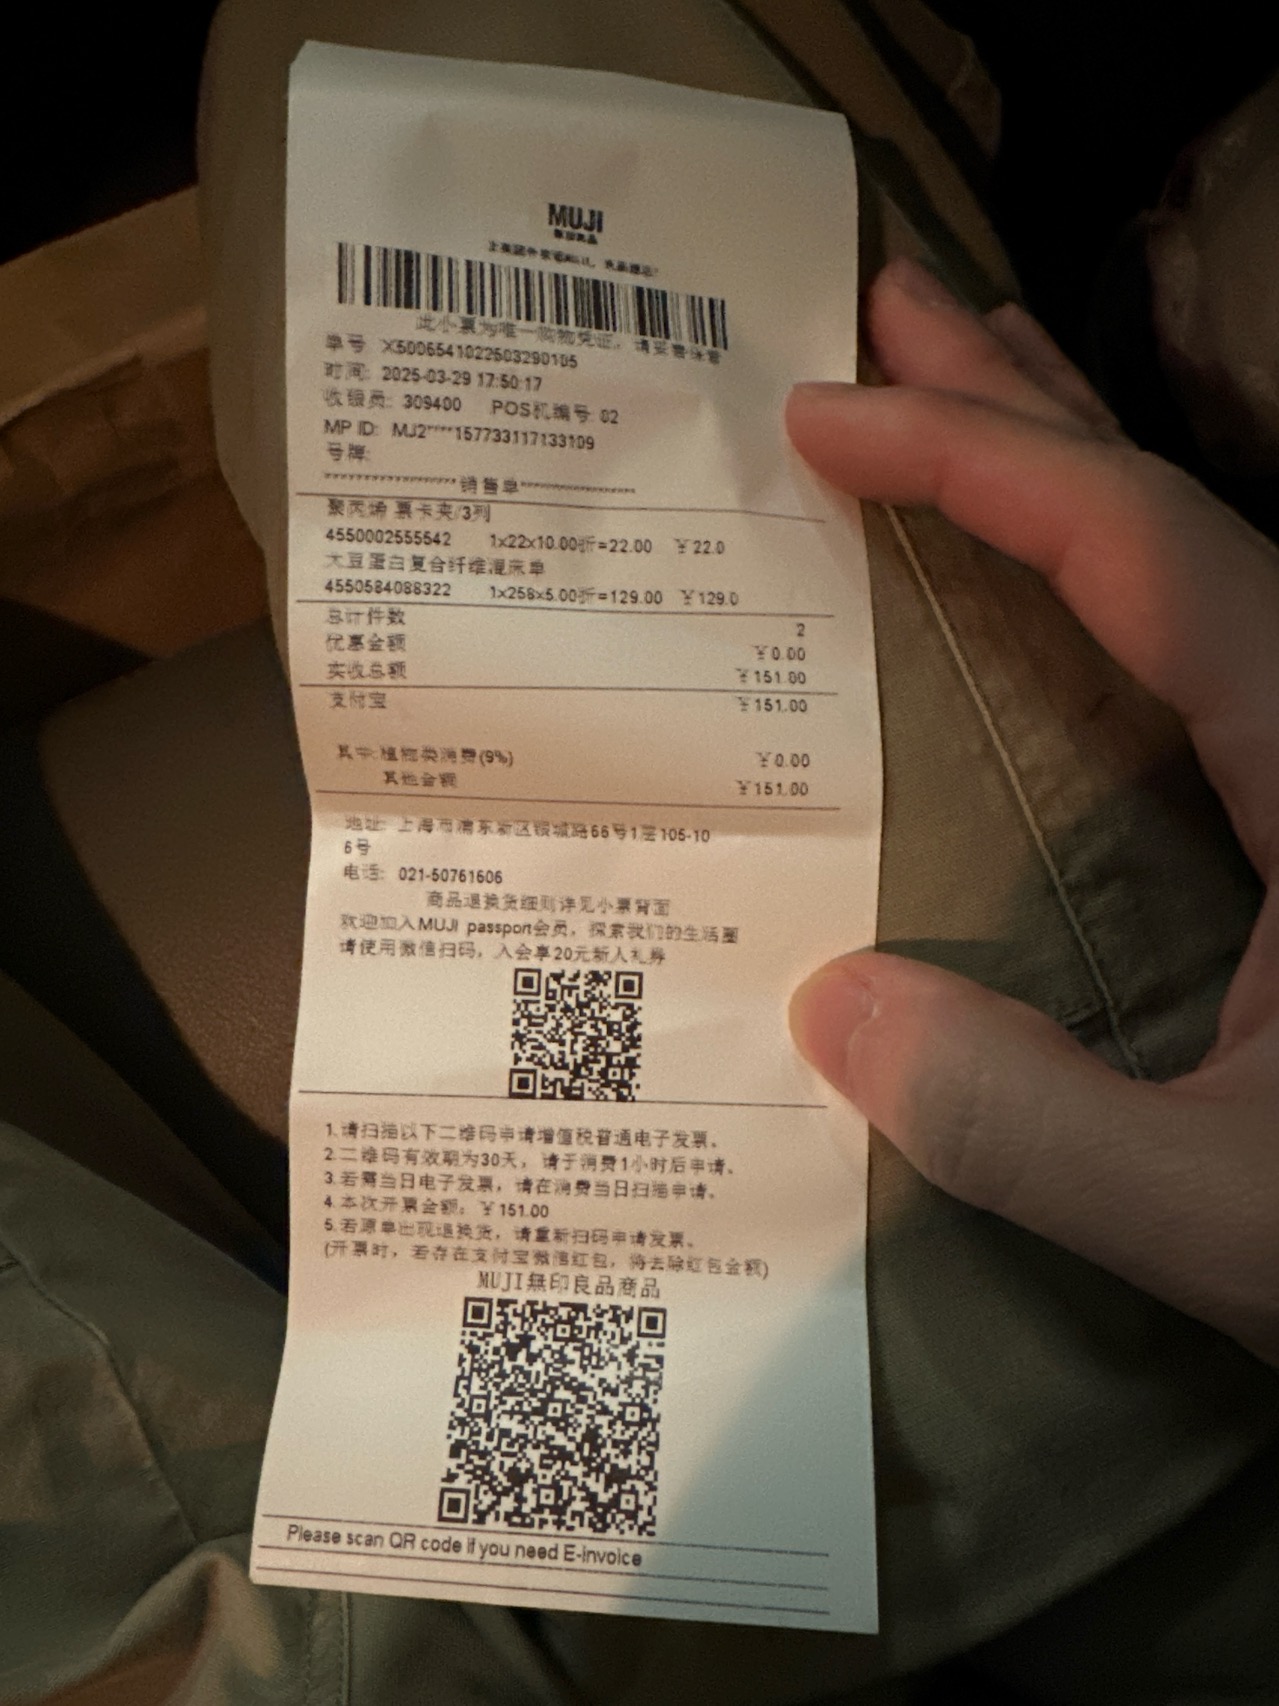 MUJI
無印良品
此小票为唯一购物凭证，请妥善保管
单号 X5006541022503290105
时间: 2025-03-29 17:50:17
收银员: 309400 POS机编号: 02
MP ID: MJ2****157733117133109
号牌:
销售单
聚丙烯 票卡夹/3列
4550002555542 1x22x10.00折=22.00 ￥22.0
大豆蛋白复合纤维混床单
4550584088322 1x258x5.00折=129.00 ￥129.0
总计件数 2
优惠金额 ￥0.00
实收总额 ￥151.00
支付宝 ￥151.00
其中:植物类消费(9%) ￥0.00
其他金额 ￥151.00
地址: 上海市浦东新区银城路66号1层105-10
6号
电话: 021-50761606
商品退换货细则详见小票背面
欢迎加入MUJI passport会员，探索我们的生活圈
请使用微信扫码，入会享20元新人礼券
1.请扫描以下二维码申请增值税普通电子发票。
2.二维码有效期为30天，请于消费1小时后申请。
3.若需当日电子发票，请在消费当日扫描申请。
4.本次开票金额：￥151.00
5.若原单出现退换货，请重新扫码申请发票。
(开票时，若存在支付宝微信红包，将去除红包金额)
MUJI無印良品商品
Please scan QR code if you need E-invoice